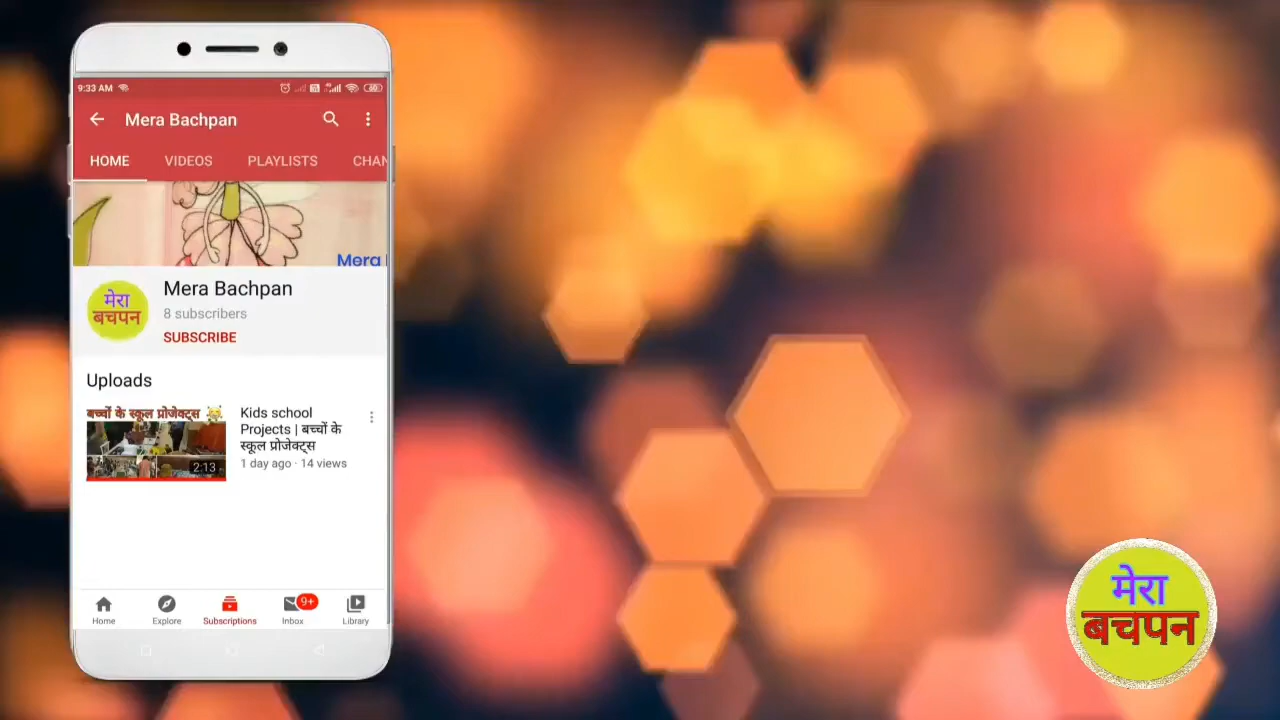 9:33 AM
Mera Bachpan
HOME VIDEOS PLAYLISTS CHAN
Mera
मेरा
बचपन
Mera Bachpan
8 subscribers
SUBSCRIBE
Uploads
बच्चों के स्कूल प्रोजेक्ट्स
2:13
Kids school
Projects | बच्चों के
स्कूल प्रोजेक्ट्स
1 day ago · 14 views
Home Explore Subscriptions Inbox Library
9+
मेरा
बचपन